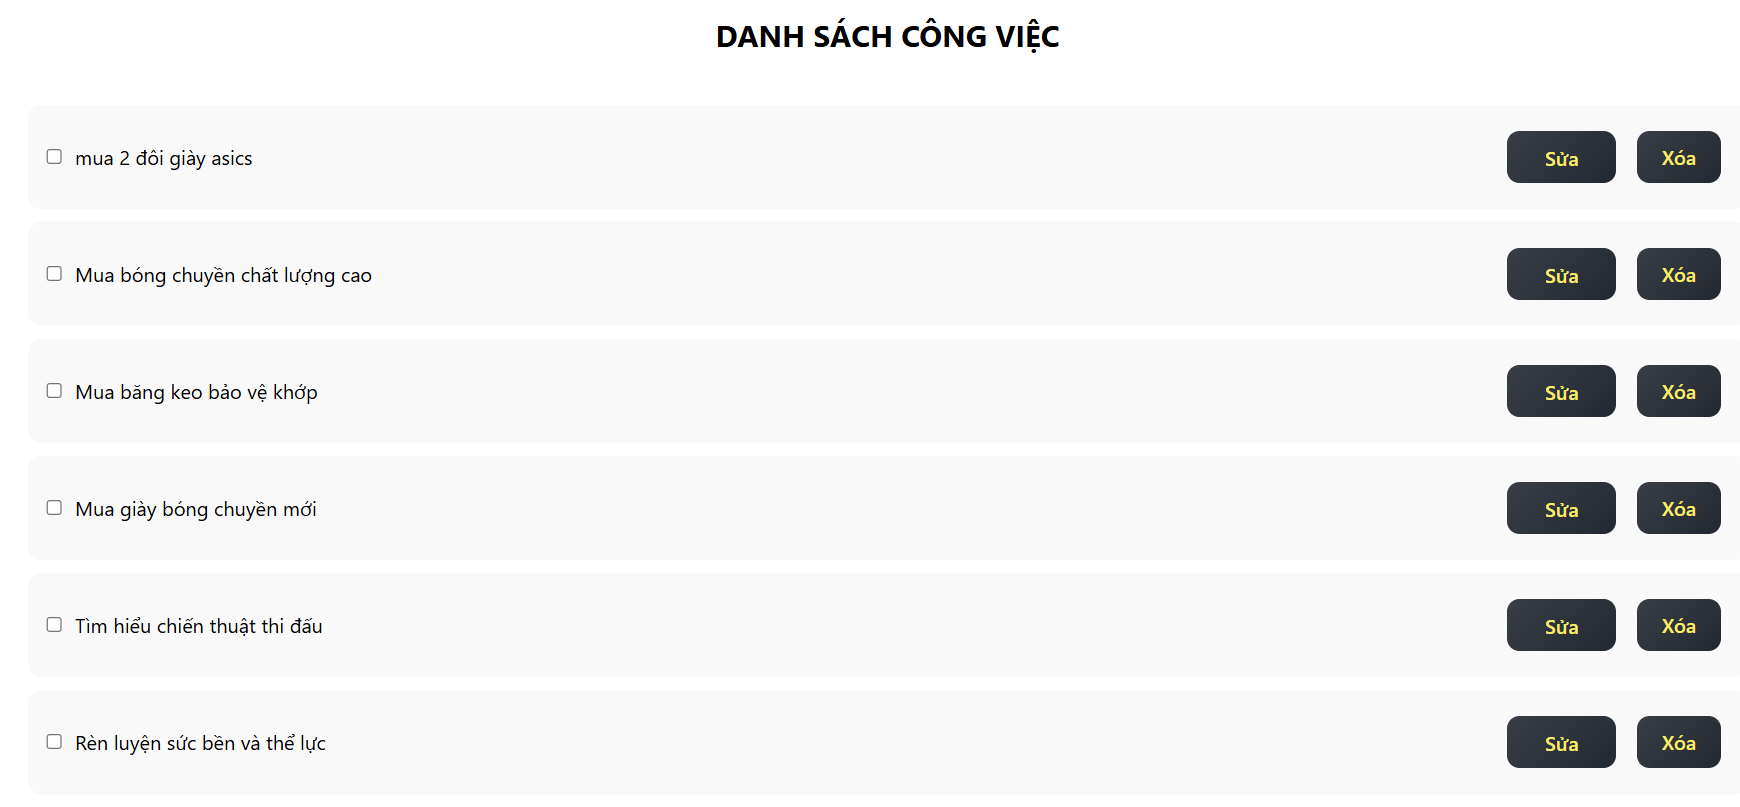 DANH SÁCH CÔNG VIỆC
mua 2 đôi giày asics Sửa Xóa
Mua bóng chuyền chất lượng cao Sửa Xóa
Mua băng keo bảo vệ khớp Sửa Xóa
Mua giày bóng chuyền mới Sửa Xóa
Tìm hiểu chiến thuật thi đấu Sửa Xóa
Rèn luyện sức bền và thể lực Sửa Xóa